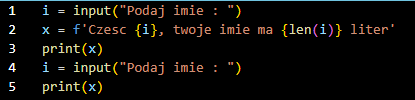 1 i = input("Podaj imie : ")
2 x = f'Czesc {i}, twoje imie ma {len(i)} liter'
3 print(x)
4 i = input("Podaj imie : ")
5 print(x)